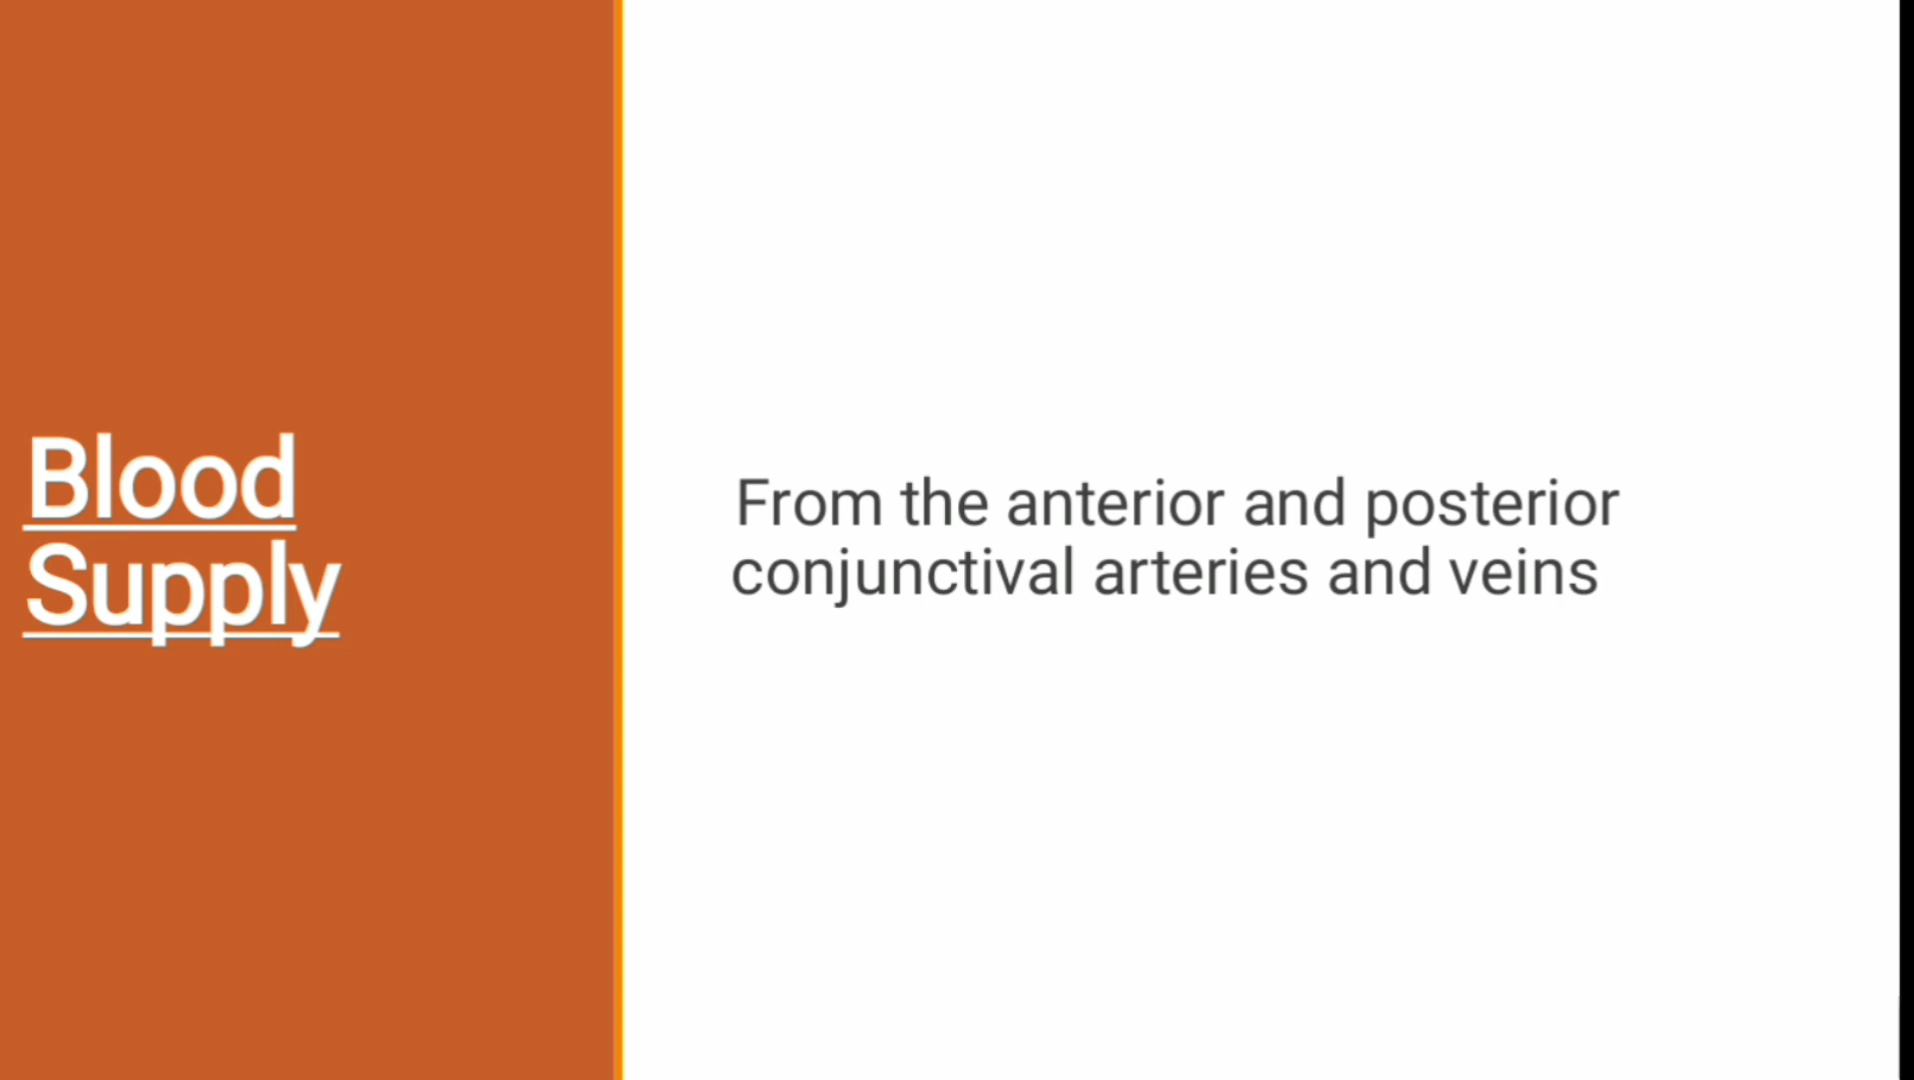 Blood
Supply
From the anterior and posterior
conjunctival arteries and veins